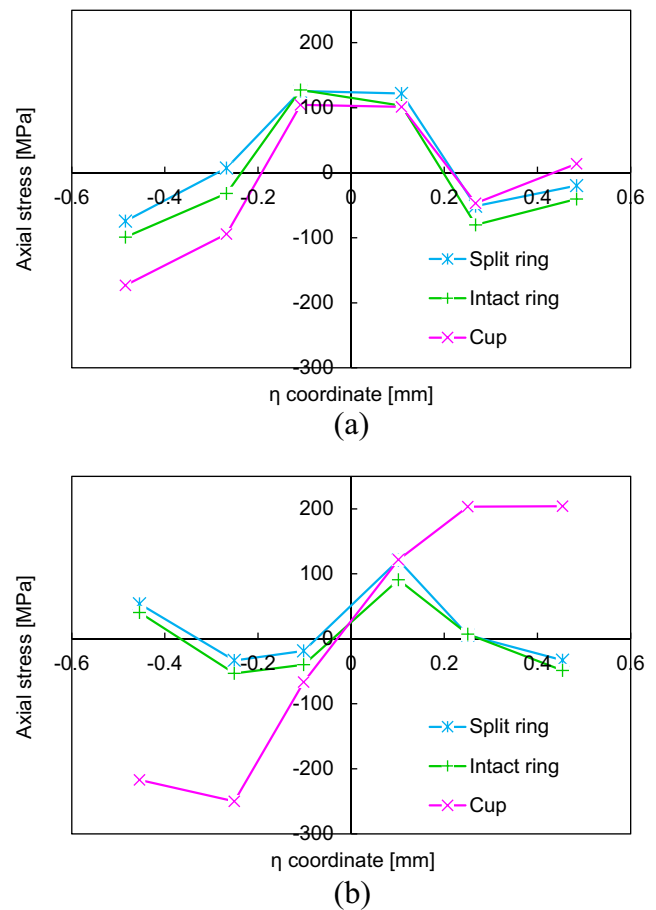 200
100
0
-100
-200
-300
-0.6
-0.4
-0.2
0
0.2
0.4
0.6
Axial stress [MPa]
Split ring
Intact ring
Cup
η coordinate [mm]
(a)
200
100
0
-100
-200
-300
-0.6
-0.4
-0.2
0
0.2
0.4
0.6
Axial stress [MPa]
Split ring
Intact ring
Cup
η coordinate [mm]
(b)